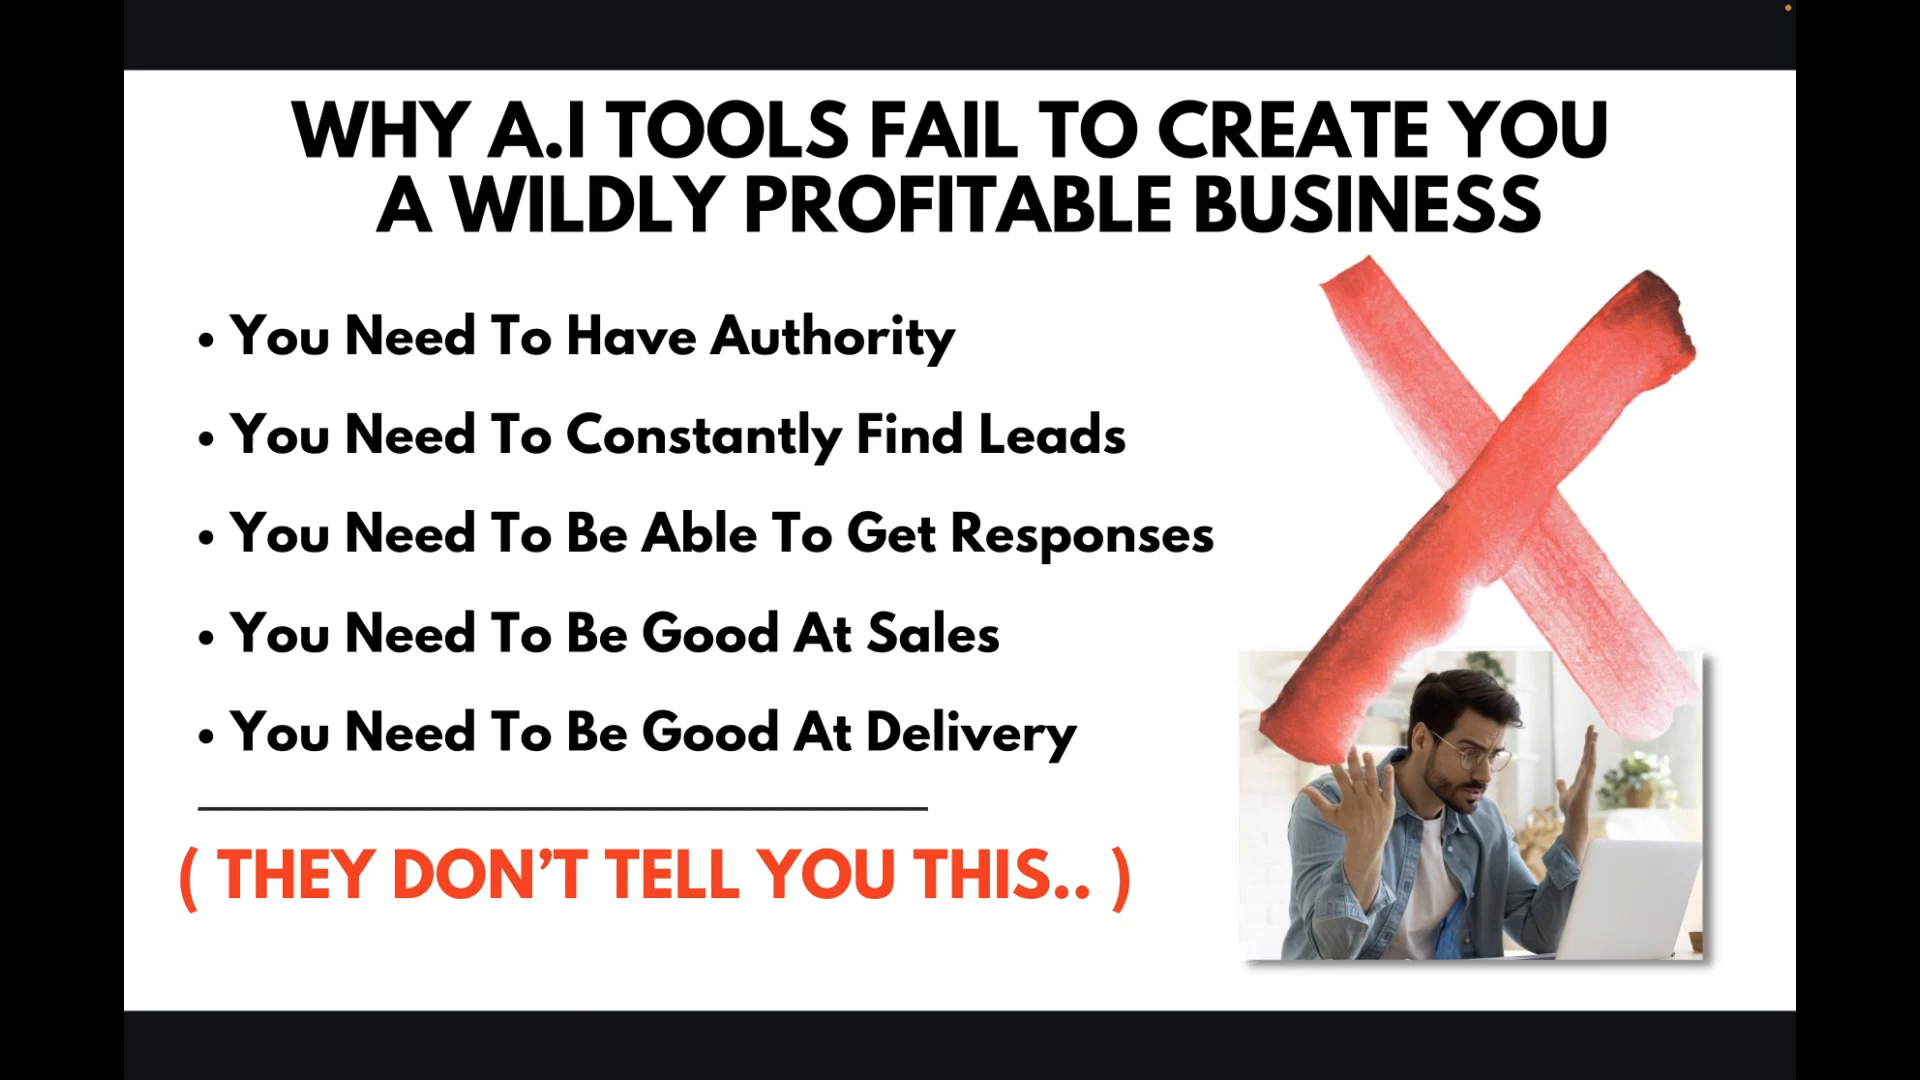 WHY A.I TOOLS FAIL TO CREATE YOU
A WILDLY PROFITABLE BUSINESS
• You Need To Have Authority
• You Need To Constantly Find Leads
• You Need To Be Able To Get Responses
• You Need To Be Good At Sales
• You Need To Be Good At Delivery
( THEY DON’T TELL YOU THIS.. )